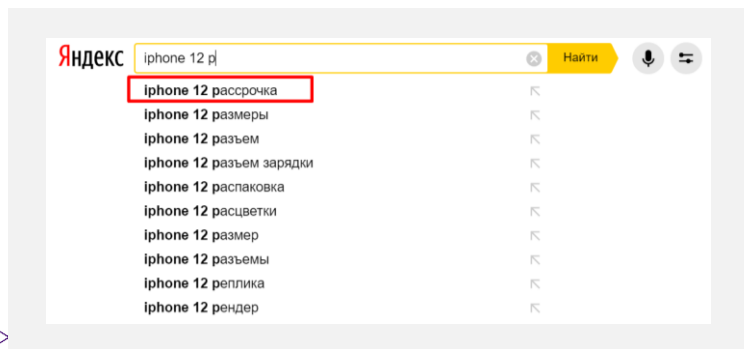 Яндекс iphone 12 р Найти
iphone 12 рассрочка
iphone 12 размеры
iphone 12 разъем
iphone 12 разъем зарядки
iphone 12 распаковка
iphone 12 расцветки
iphone 12 размер
iphone 12 разъемы
iphone 12 реплика
iphone 12 рендер